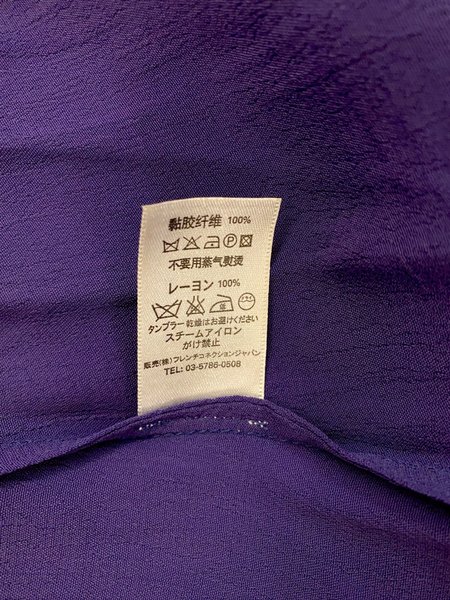 黏胶纤维 100%
P
不要用蒸气熨烫
レーヨン 100%
タンブラー乾燥はお避けください
スチームアイロン
がけ禁止
販売(株)フレンチコネクションジャパン
TEL: 03-5786-0508